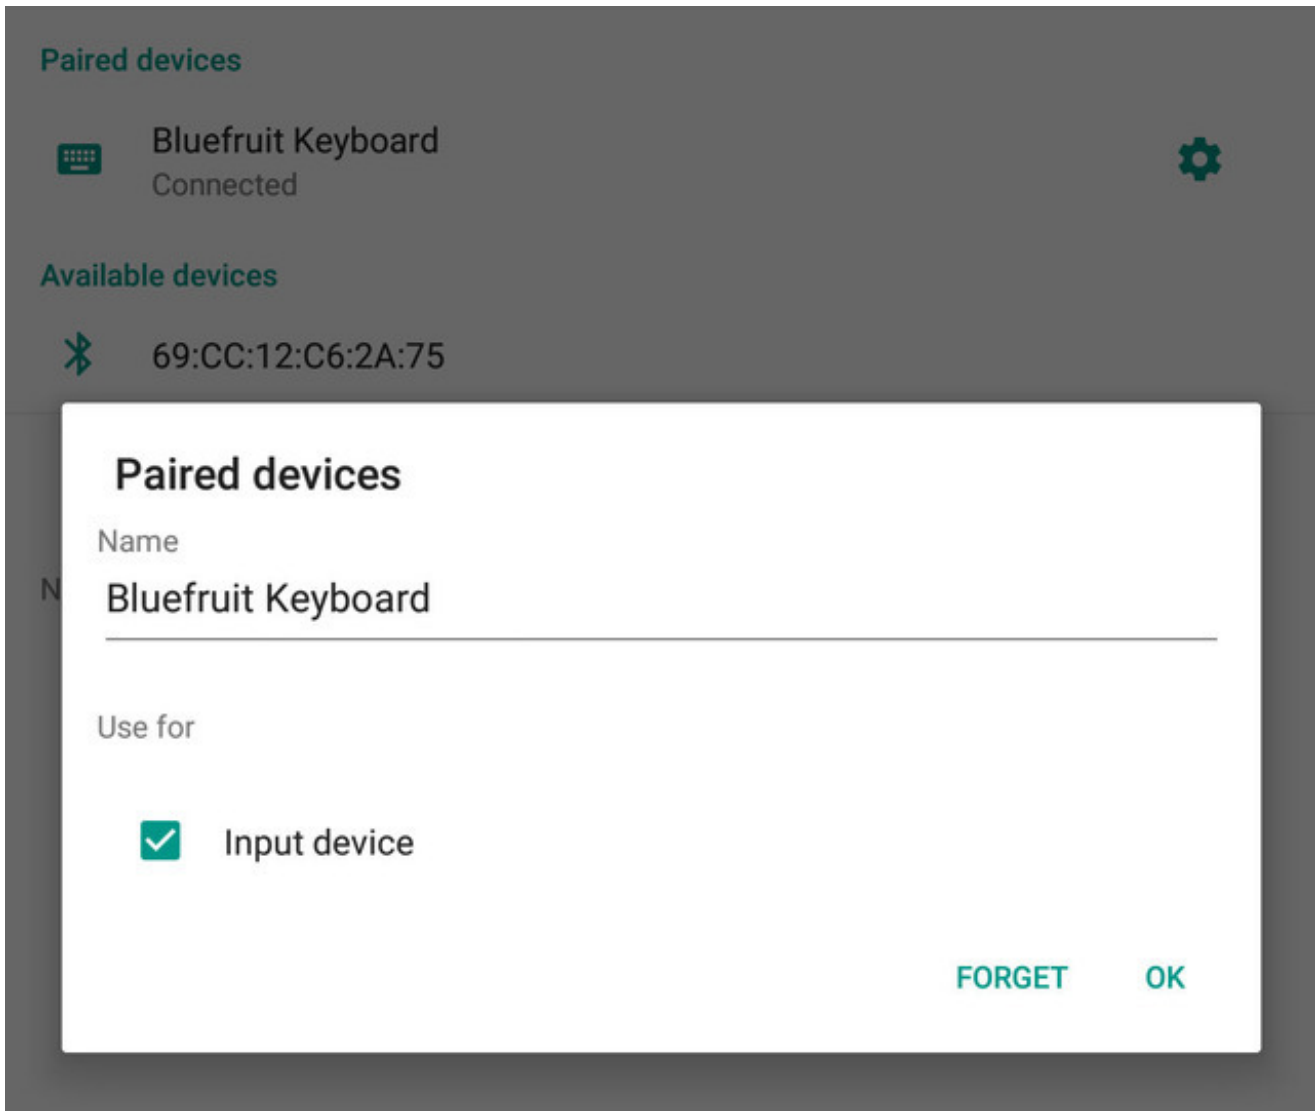 Paired devices
Bluefruit Keyboard
Connected
Available devices
69:CC:12:C6:2A:75
Paired devices
Name
N
Bluefruit Keyboard
Use for
Input device
FORGET OK